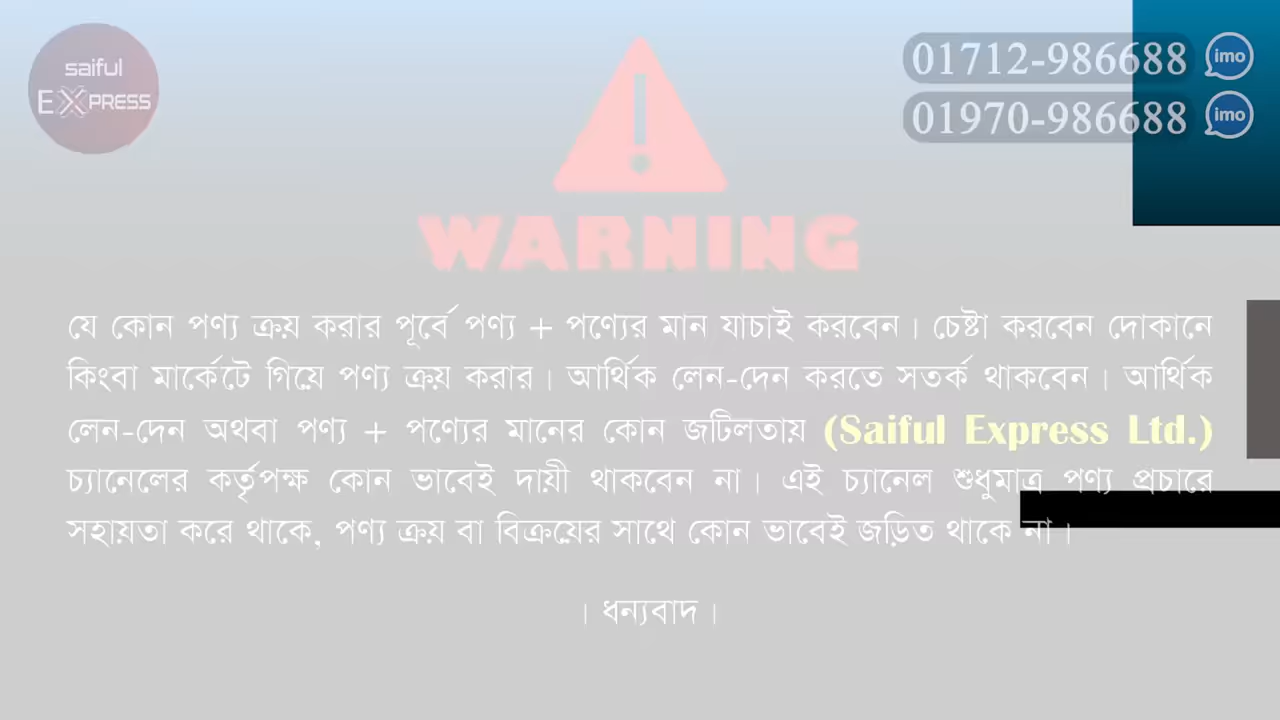 saiful
EXPRESS
01712-986688 imo
01970-986688 imo
WARNING
যে কোন পণ্য ক্রয় করার পূর্বে পণ্য + পণ্যের মান যাচাই করবেন। চেষ্টা করবেন দোকানে
কিংবা মার্কেটে গিয়ে পণ্য ক্রয় করার। আর্থিক লেন-দেন করতে সতর্ক থাকবেন। আর্থিক
লেন-দেন অথবা পণ্য + পণ্যের মানের কোন জটিলতায় (Saiful Express Ltd.)
চ্যানেলের কর্তৃপক্ষ কোন ভাবেই দায়ী থাকবেন না। এই চ্যানেল শুধুমাত্র পণ্য প্রচারে
সহায়তা করে থাকে, পণ্য ক্রয় বা বিক্রয়ের সাথে কোন ভাবেই জড়িত থাকে না।
। ধন্যবাদ।